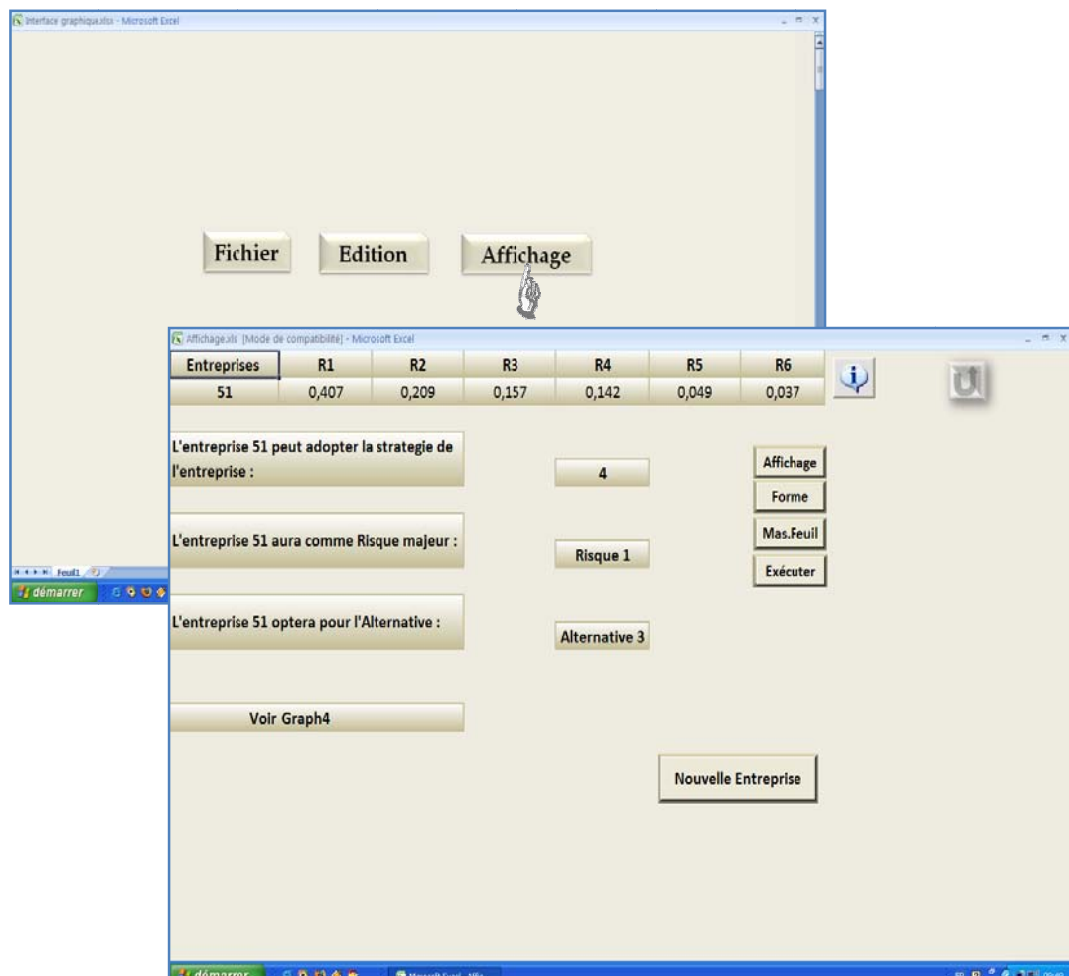 Interface graphique.xlsx - Microsoft Excel
Fichier Edition Affichage
Affichage.xls [Mode de compatibilité] - Microsoft Excel
Entreprises R1 R2 R3 R4 R5 R6
51 0,407 0,209 0,157 0,142 0,049 0,037
L'entreprise 51 peut adopter la strategie de
l'entreprise :
4
Affichage
Forme
L'entreprise 51 aura comme Risque majeur :
Risque 1
Mas.Feuil
Exécuter
L'entreprise 51 optera pour l'Alternative :
Alternative 3
Voir Graph4
Nouvelle Entreprise
Feuil1
démarrer
démarrer